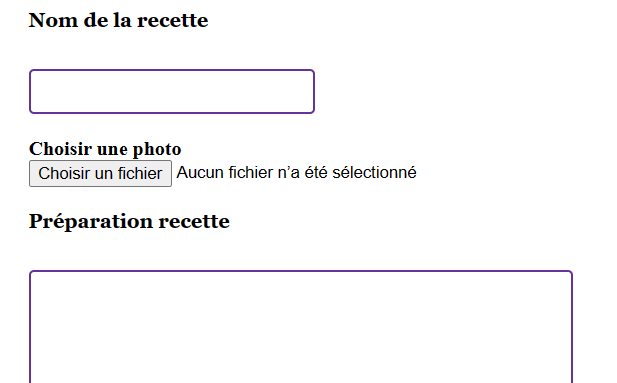 Nom de la recette
Choisir une photo
Choisir un fichier Aucun fichier n’a été sélectionné
Préparation recette